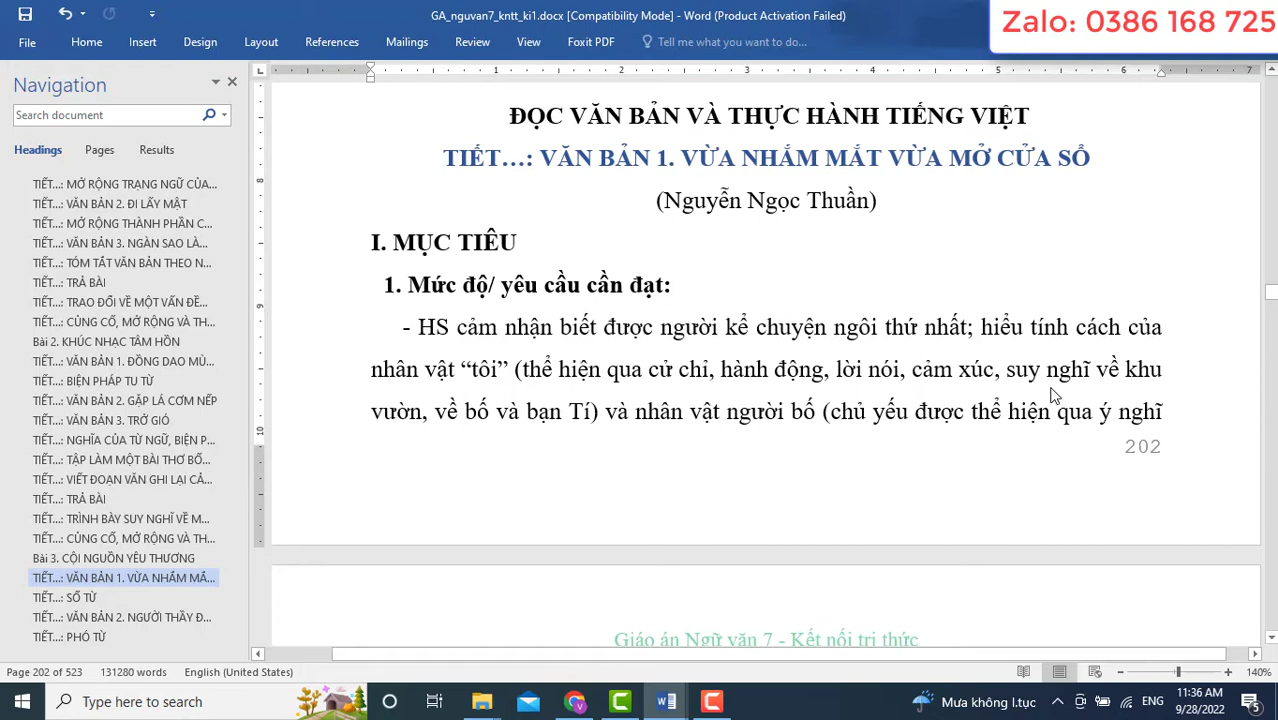 GA_nguvan7_kntt_ki1.docx [Compatibility Mode] - Word (Product Activation Failed)
Zalo: 0386 168 725
File Home Insert Design Layout References Mailings Review View Foxit PDF Tell me what you want to do...
Navigation
Search document
Headings Pages Results
TIẾT...: MỞ RỘNG TRẠNG NGỮ CỦA...
TIẾT...: VĂN BẢN 2. ĐI LẤY MẬT
TIẾT...: MỞ RỘNG THÀNH PHẦN C...
TIẾT...: VĂN BẢN 3. NGÀN SAO LÀ...
TIẾT...: TÓM TẮT VĂN BẢN THEO N...
TIẾT...: TRẢ BÀI
TIẾT...: TRAO ĐỔI VỀ MỘT VẤN ĐỀ...
TIẾT...: CỦNG CỐ, MỞ RỘNG VÀ TH...
Bài 2. KHÚC NHẠC TÂM HỒN
TIẾT...: VĂN BẢN 1. ĐỒNG DAO MÙ...
TIẾT...: BIỆN PHÁP TU TỪ
TIẾT...: VĂN BẢN 2. GẶP LÁ CƠM NẾP
TIẾT...: VĂN BẢN 3. TRỞ GIÓ
TIẾT...: NGHĨA CỦA TỪ NGỮ, BIỆN P...
TIẾT...: TẬP LÀM MỘT BÀI THƠ BỐ...
TIẾT...: VIẾT ĐOẠN VĂN GHI LẠI CẢ...
TIẾT...: TRẢ BÀI
TIẾT...: TRÌNH BÀY SUY NGHĨ VỀ M...
TIẾT...: CỦNG CỐ, MỞ RỘNG VÀ TH...
Bài 3. CỘI NGUỒN YÊU THƯƠNG
TIẾT...: VĂN BẢN 1. VỪA NHẮM MẮ...
TIẾT...: SỐ TỪ
TIẾT...: VĂN BẢN 2. NGƯỜI THẦY Đ...
TIẾT...: PHÓ TỪ
ĐỌC VĂN BẢN VÀ THỰC HÀNH TIẾNG VIỆT
TIẾT…: VĂN BẢN 1. VỪA NHẮM MẮT VỪA MỞ CỬA SỔ
(Nguyễn Ngọc Thuần)
I. MỤC TIÊU
1. Mức độ/ yêu cầu cần đạt:
- HS cảm nhận biết được người kể chuyện ngôi thứ nhất; hiểu tính cách của
nhân vật “tôi” (thể hiện qua cử chỉ, hành động, lời nói, cảm xúc, suy nghĩ về khu
vườn, về bố và bạn Tí) và nhân vật người bố (chủ yếu được thể hiện qua ý nghĩ
202
Giáo án Ngữ văn 7 - Kết nối tri thức
Page 202 of 523 131280 words English (United States) 140%
Type here to search
Mưa không l.tục
ENG
11:36 AM
9/28/2022
5